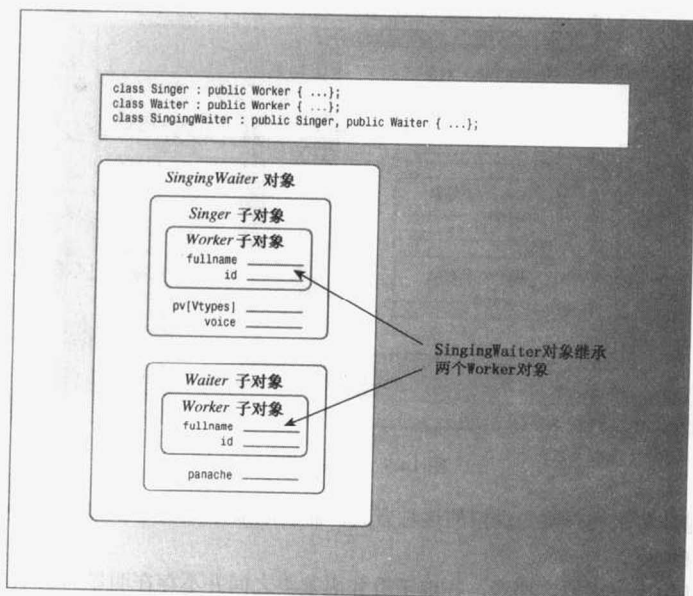 class Singer : public Worker { ...};
class Waiter : public Worker { ...};
class SingingWaiter : public Singer, public Waiter { ...};
SingingWaiter 对象
Singer 子对象
Worker 子对象
fullname
id
pv[Vtypes]
voice
SingingWaiter对象继承
两个Worker对象
Waiter 子对象
Worker 子对象
fullname
id
panache